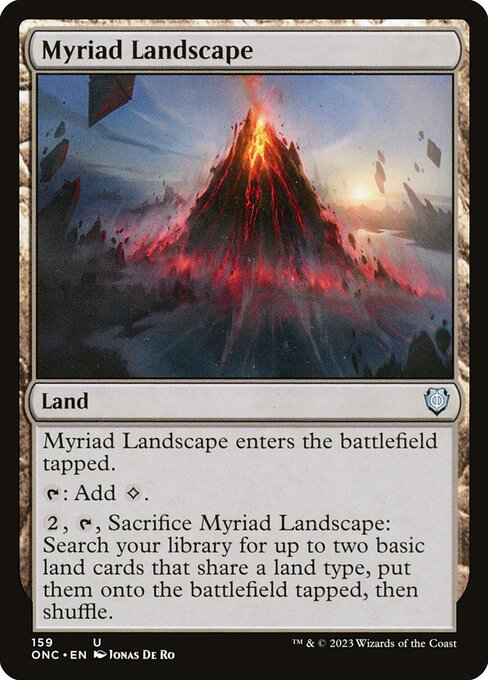 Myriad Landscape
Land
Myriad Landscape enters the battlefield
tapped.
: Add .
2, , Sacrifice Myriad Landscape:
Search your library for up to two basic
land cards that share a land type, put
them onto the battlefield tapped, then
shuffle.
159 U
ONC • EN Jonas De Ro
™ & © 2023 Wizards of the Coast